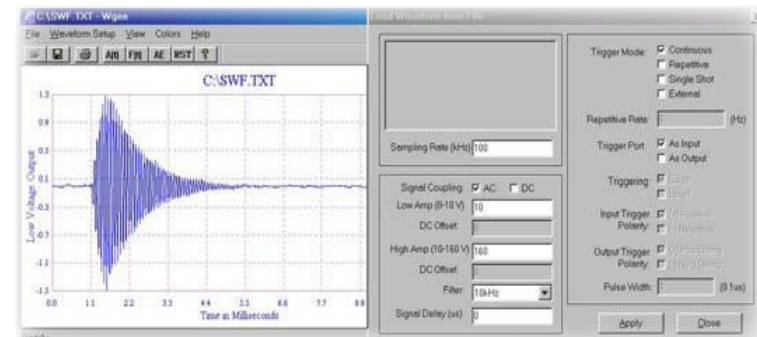 C:\SWF.TXT - Wgen
File Waveform Setup View Colors Help
A(t) F(t) AE RST ?
C:\SWF.TXT
Low Voltage Output
1.3
0.9
0.5
0.1
-0.3
-0.7
-1.1
-1.5
0.0 1.1 2.2 3.3 4.4 5.5 6.6 7.7 8.8
Time in Milliseconds
Load Waveform from File
Sampling Rate (kHz) 100
Signal Coupling: AC DC
Low Amp (0-10 V) 10
DC Offset:
High Amp (10-160 V) 160
DC Offset:
Filter: 10kHz
Signal Delay (us) 0
Trigger Mode: Continuous
Repetitive
Single Shot
External
Repetitive Rate: (Hz)
Trigger Port: As Input
As Output
Triggering:
Input Trigger Polarity: (+) Positive
(-) Negative
Output Trigger Polarity:
Pulse Width: (0.1us)
Apply Close